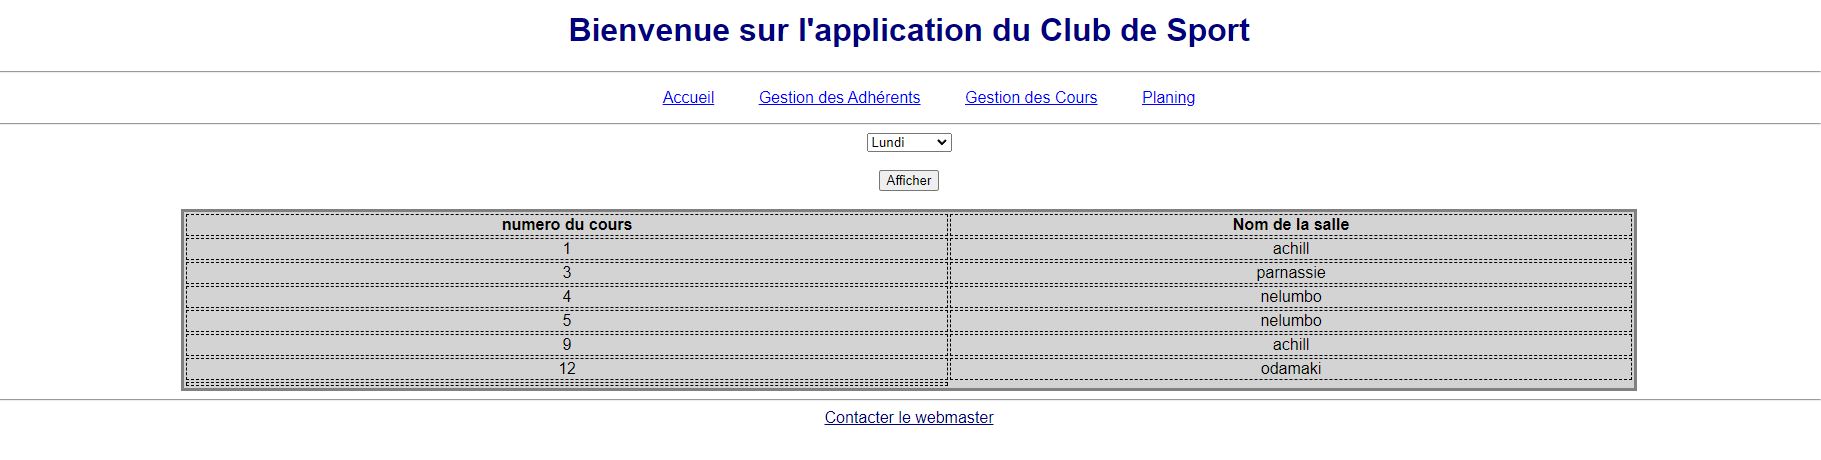 Bienvenue sur l'application du Club de Sport
Accueil Gestion des Adhérents Gestion des Cours Planing
Lundi
Afficher
numero du cours Nom de la salle
1 achill
3 parnassie
4 nelumbo
5 nelumbo
9 achill
12 odamaki
Contacter le webmaster